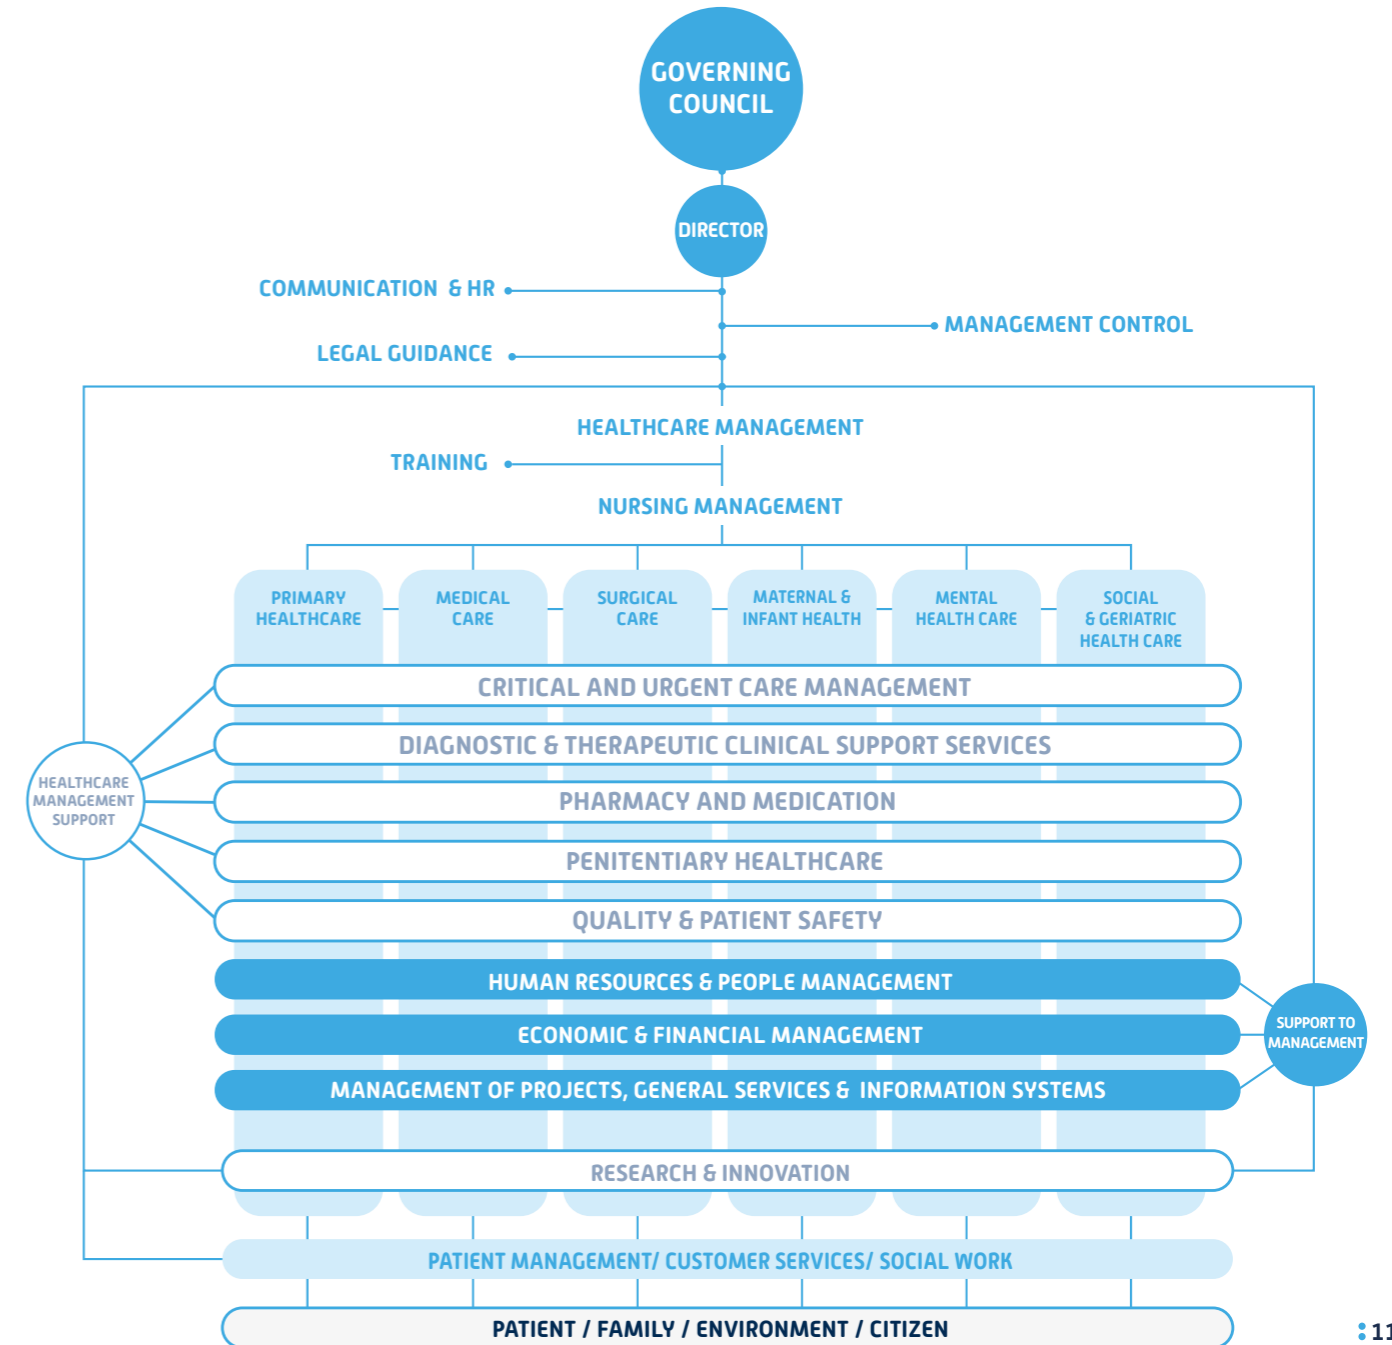 GOVERNING
COUNCIL
DIRECTOR
COMMUNICATION & HR
MANAGEMENT CONTROL
LEGAL GUIDANCE
HEALTHCARE MANAGEMENT
TRAINING
NURSING MANAGEMENT
PRIMARY
HEALTHCARE
MEDICAL
CARE
SURGICAL
CARE
MATERNAL &
INFANT HEALTH
MENTAL
HEALTH CARE
SOCIAL
& GERIATRIC
HEALTH CARE
CRITICAL AND URGENT CARE MANAGEMENT
DIAGNOSTIC & THERAPEUTIC CLINICAL SUPPORT SERVICES
HEALTHCARE
MANAGEMENT
SUPPORT
PHARMACY AND MEDICATION
PENITENTIARY HEALTHCARE
QUALITY & PATIENT SAFETY
HUMAN RESOURCES & PEOPLE MANAGEMENT
ECONOMIC & FINANCIAL MANAGEMENT
SUPPORT TO
MANAGEMENT
MANAGEMENT OF PROJECTS, GENERAL SERVICES & INFORMATION SYSTEMS
RESEARCH & INNOVATION
PATIENT MANAGEMENT/ CUSTOMER SERVICES/ SOCIAL WORK
PATIENT / FAMILY / ENVIRONMENT / CITIZEN
:11